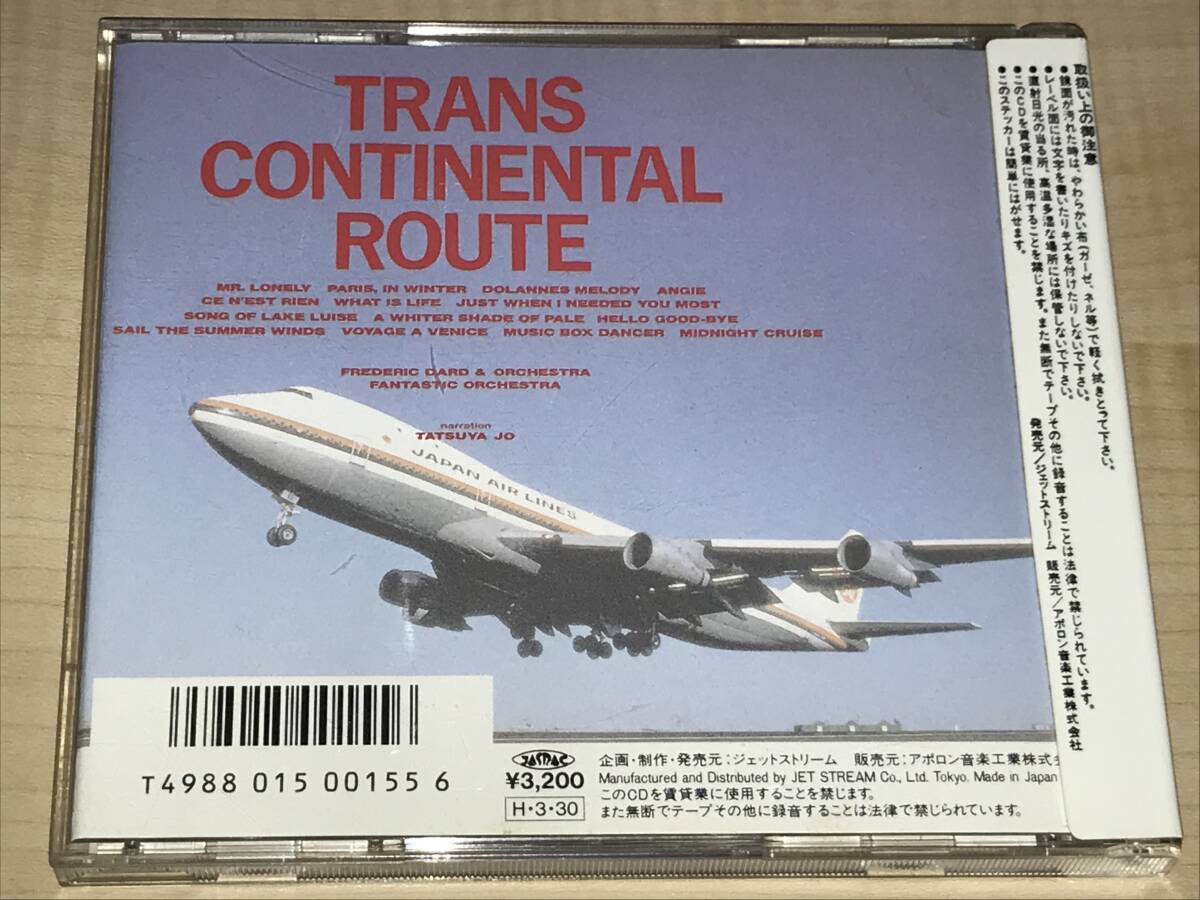 TRANS
CONTINENTAL
ROUTE
MR. LONELY PARIS, IN WINTER DOLANNES MELODY ANGIE
CE N'EST RIEN WHAT IS LIFE JUST WHEN I NEEDED YOU MOST
SONG OF LAKE LUISE A WHITER SHADE OF PALE HELLO GOOD-BYE
SAIL THE SUMMER WINDS VOYAGE A VENICE MUSIC BOX DANCER MIDNIGHT CRUISE
FREDERIC DARD & ORCHESTRA
FANTASTIC ORCHESTRA
narration
TATSUYA JO
JAPAN AIR LINES
T4988 015 00155 6
JASRAC
¥3,200
H・3・30
企画・制作・発売元：ジェットストリーム 販売元：アポロン音楽工業株式会
Manufactured and Distributed by JET STREAM Co., Ltd. Tokyo. Made in Japan
このCDを賃貸業に使用することを禁じます。
また無断でテープその他に録音することは法律で禁じられています。
取扱い上の御注意
●鏡面が汚れた時は、やわらかい布（ガーゼ、ネル等）で軽く拭きとって下さい。
●レーベル面には文字を書いたりキズを付けたりしないで下さい。
●直射日光の当る所、高温多湿な場所には保管しないで下さい。
●このCDを賃貸業に使用することを禁じます。また無断でテープその他に録音することは法律で禁じられています。
●このステッカーは簡単にはがせます。
発売元／ジェットストリーム 販売元／アポロン音楽工業株式会社